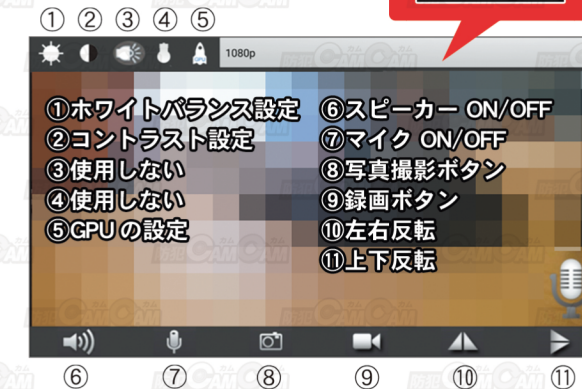 ① ② ③ ④ ⑤
1080p
①ホワイトバランス設定
②コントラスト設定
③使用しない
④使用しない
⑤GPUの設定
⑥スピーカー ON/OFF
⑦マイク ON/OFF
⑧写真撮影ボタン
⑨録画ボタン
⑩左右反転
⑪上下反転
⑥ ⑦ ⑧ ⑨ ⑩ ⑪